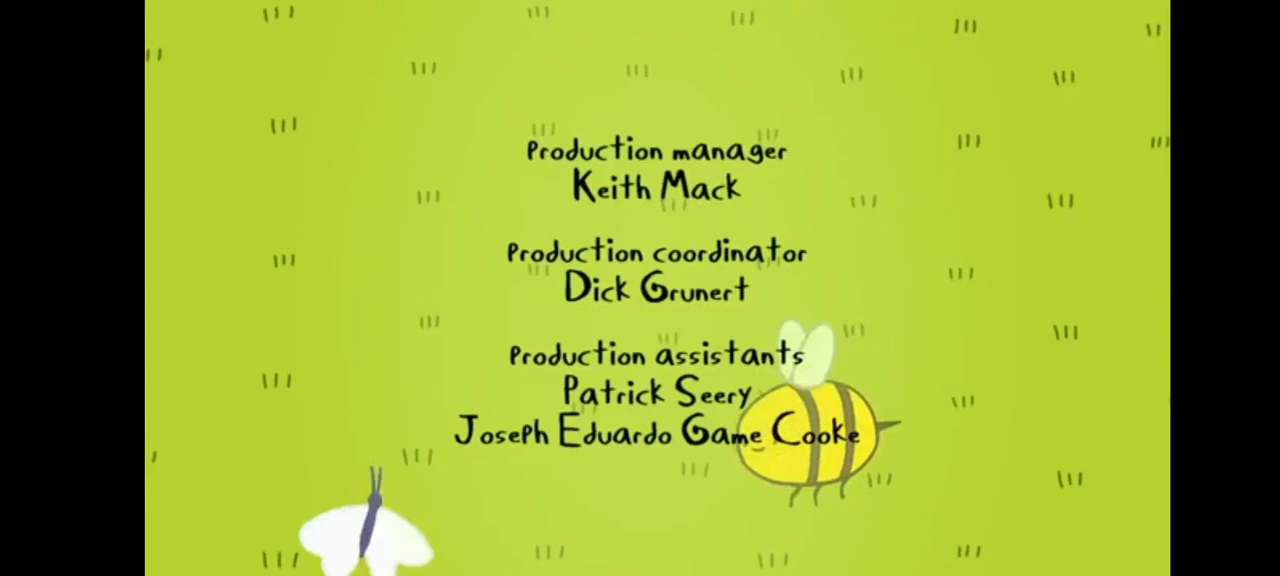 Production manager
Keith Mack
Production coordinator
Dick Grunert
Production assistants
Patrick Seery
Joseph Eduardo Game Cooke